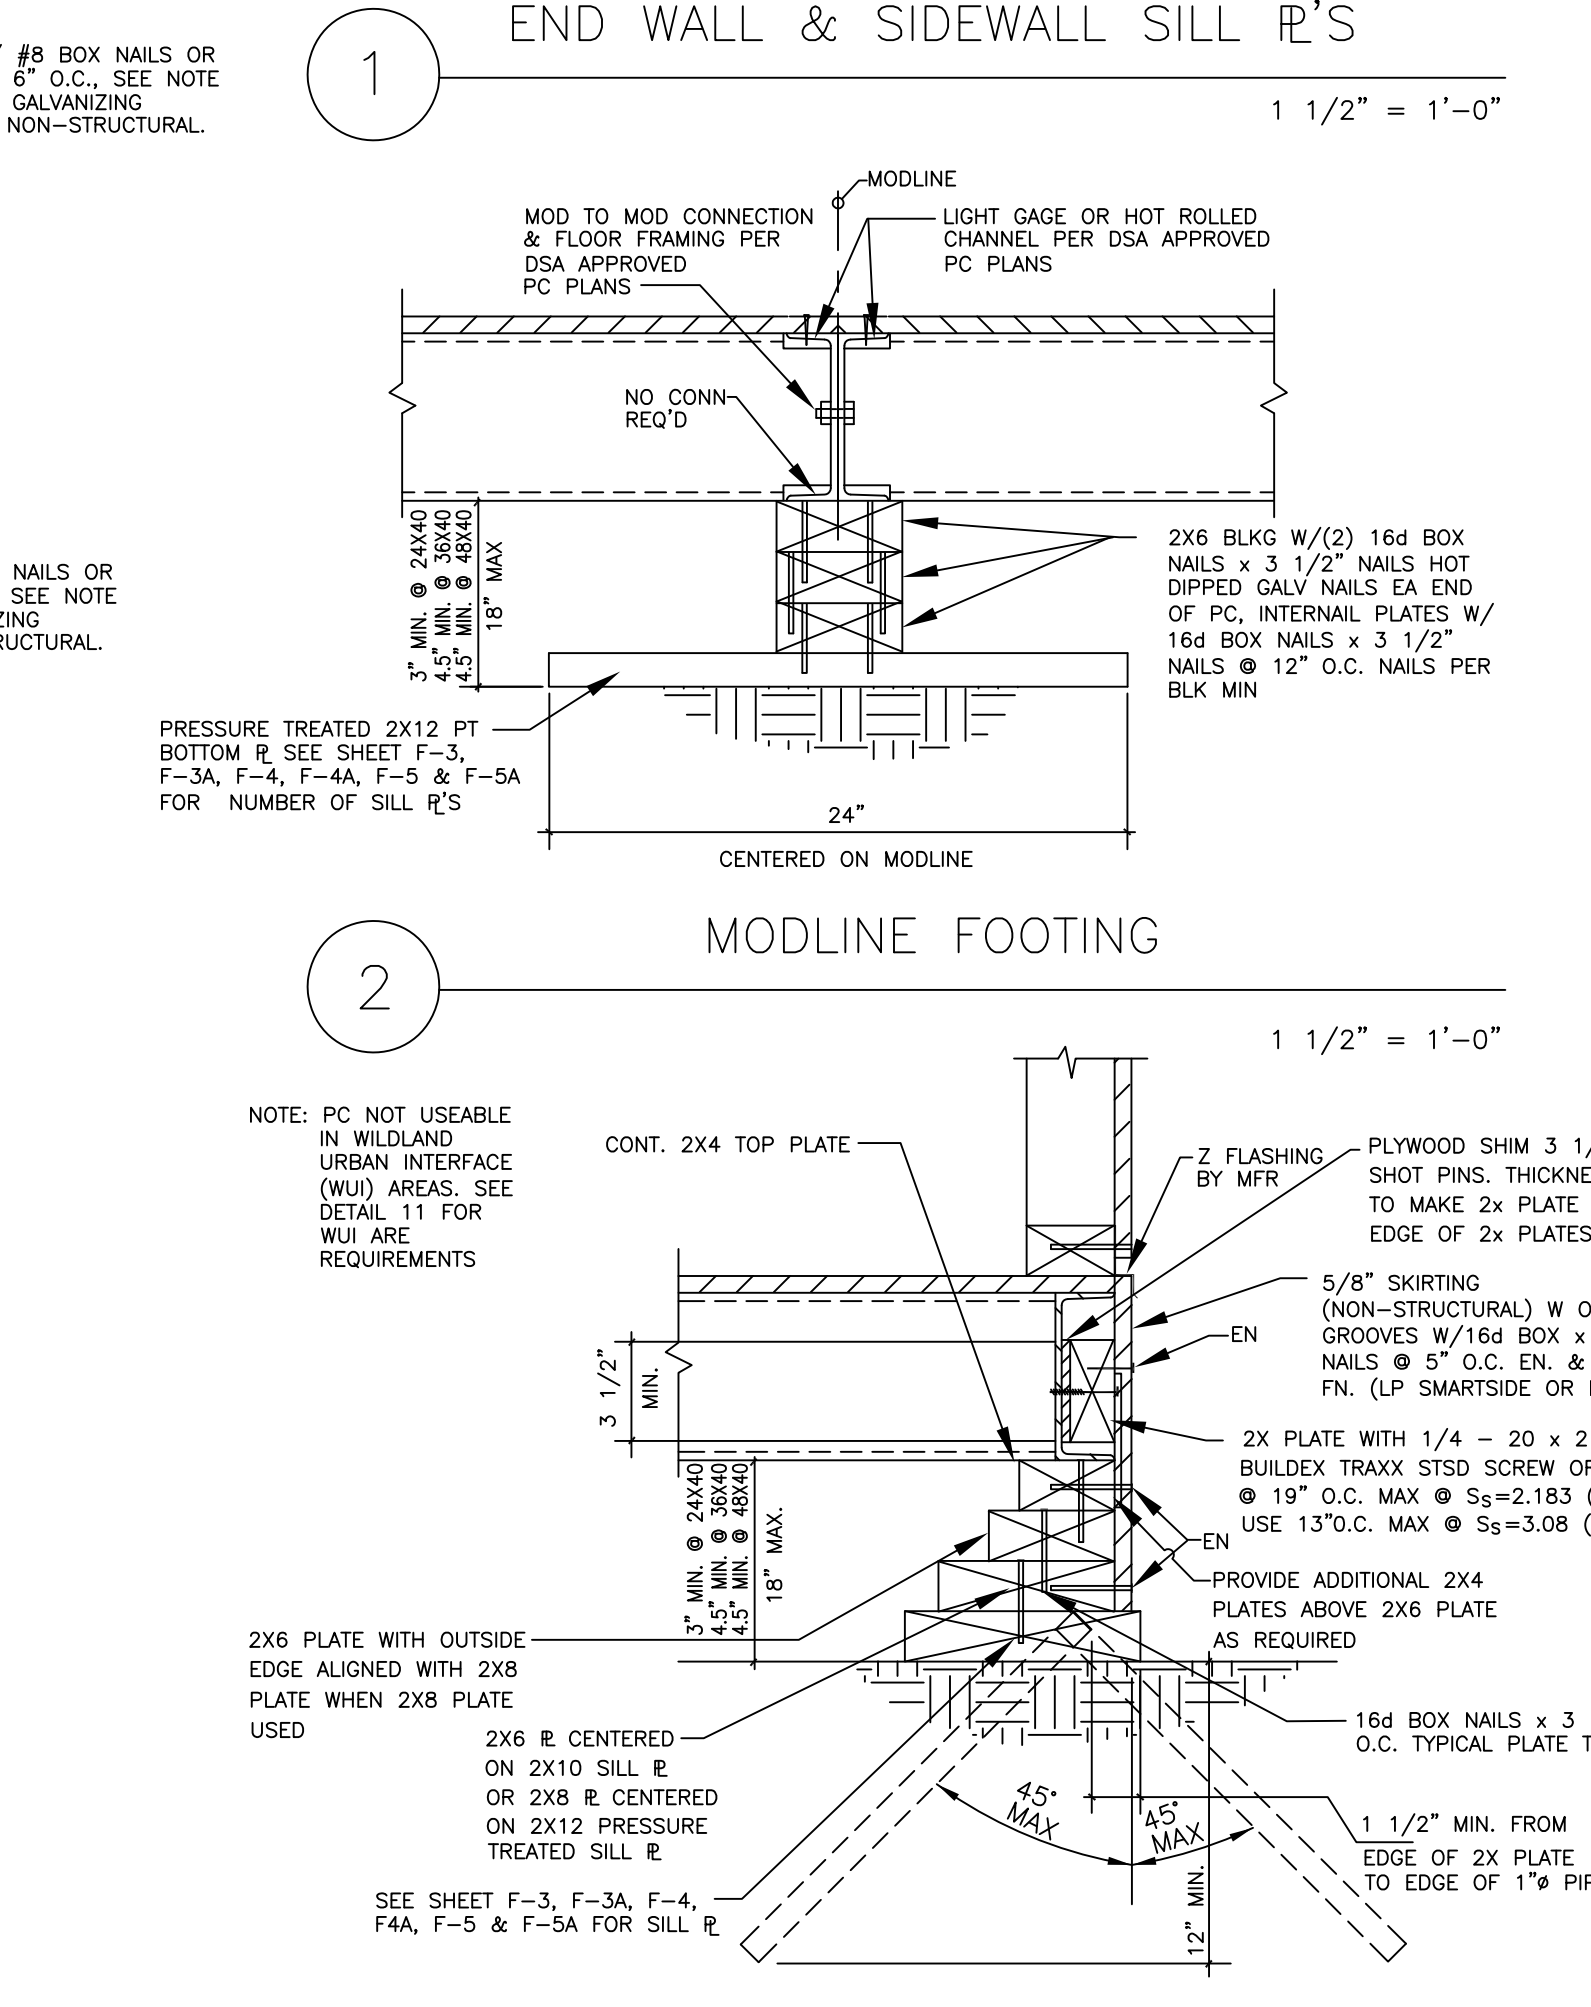 #8 BOX NAILS OR
6" O.C., SEE NOTE
GALVANIZING
NON-STRUCTURAL.
1
END WALL & SIDEWALL SILL PL'S
1 1/2" = 1'-0"
MODLINE
MOD TO MOD CONNECTION
& FLOOR FRAMING PER
DSA APPROVED
PC PLANS
LIGHT GAGE OR HOT ROLLED
CHANNEL PER DSA APPROVED
PC PLANS
NO CONN
REQ'D
NAILS OR
SEE NOTE
3" MIN. @ 24X40
4.5" MIN. @ 36X40
4.5" MIN. @ 48X40
18" MAX
2X6 BLKG W/(2) 16d BOX
NAILS x 3 1/2" NAILS HOT
DIPPED GALV NAILS EA END
OF PC, INTERNAIL PLATES W/
16d BOX NAILS x 3 1/2"
NAILS @ 12" O.C. NAILS PER
BLK MIN
PRESSURE TREATED 2X12 PT
BOTTOM PL SEE SHEET F-3,
F-3A, F-4, F-4A, F-5 & F-5A
FOR NUMBER OF SILL PL'S
24"
CENTERED ON MODLINE
2
MODLINE FOOTING
1 1/2" = 1'-0"
NOTE: PC NOT USEABLE
IN WILDLAND
URBAN INTERFACE
(WUI) AREAS. SEE
DETAIL 11 FOR
WUI ARE
REQUIREMENTS
CONT. 2X4 TOP PLATE
Z FLASHING
BY MFR
PLYWOOD SHIM 3
SHOT PINS.
TO MAKE 2x PLATE
EDGE OF 2x PLATES
5/8" SKIRTING
(NON-STRUCTURAL) W
GROOVES W/16d BOX x
NAILS @ 5" O.C. EN. &
FN. (LP SMARTSIDE OR
EN
3 1/2"
MIN.
2X PLATE WITH 1/4 - 20 x 2
BUILDEX TRAXX STSD SCREW
@ 19" O.C. MAX @ Ss=2.183 (
USE 13"O.C. MAX @ Ss=3.08 (
3" MIN. @ 24X40
4.5" MIN. @ 36X40
4.5" MIN. @ 48X40
18" MAX.
EN
PROVIDE ADDITIONAL 2X4
PLATES ABOVE 2X6 PLATE
AS REQUIRED
2X6 PLATE WITH OUTSIDE
EDGE ALIGNED WITH 2X8
PLATE WHEN 2X8 PLATE
USED
2X6 PL CENTERED
ON 2X10 SILL PL
OR 2X8 PL CENTERED
ON 2X12 PRESSURE
TREATED SILL PL
16d BOX NAILS x 3
O.C. TYPICAL PLATE
45°
MAX
45°
MAX
1 1/2" MIN. FROM
EDGE OF 2X PLATE
TO EDGE OF 1"ø
12" MIN.
SEE SHEET F-3, F-3A, F-4,
F4A, F-5 & F-5A FOR SILL PL